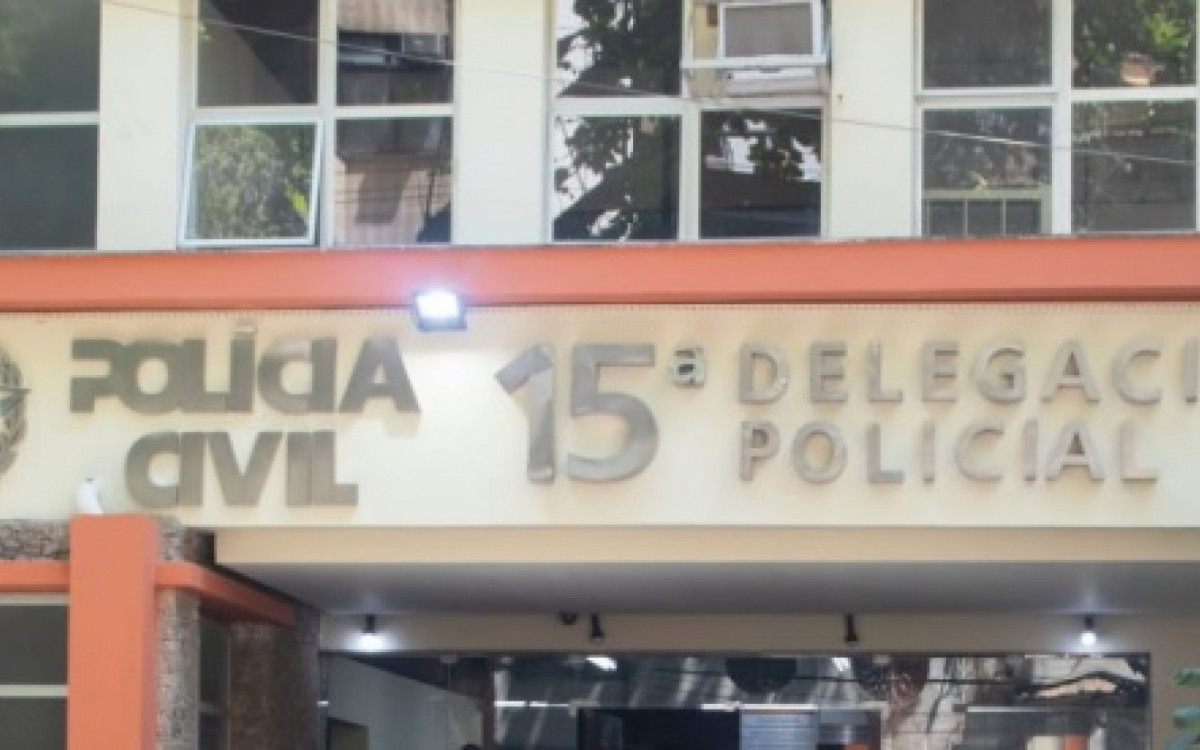 POLÍCIA
CIVIL
15ª
DELEGACI
POLICIAL